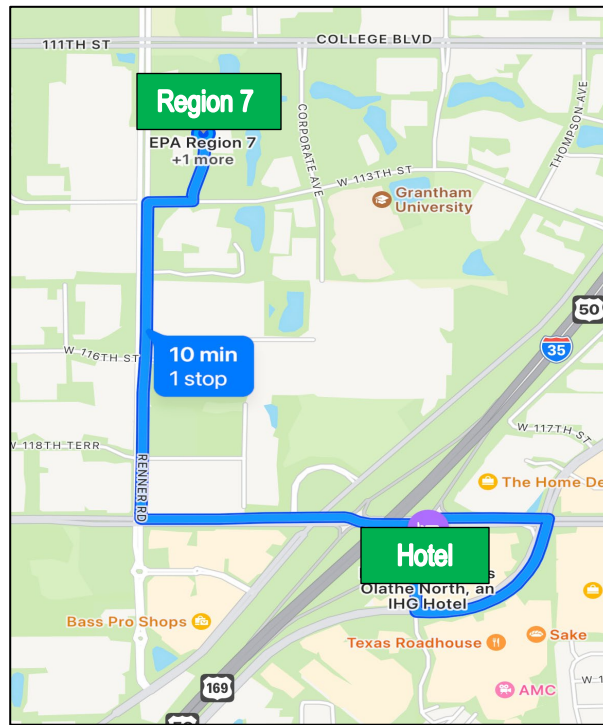 111TH ST
COLLEGE BLVD
Region 7
EPA Region 7
+1 more
CORPORATE AVE
THOMPSON AVE
W 113TH ST
Grantham
University
50
35
10 min
1 stop
W 116TH ST
W 117TH ST
W 118TH TERR
RENNER RD
The Home De
Hotel
s
Olathe North, an
IHG Hotel
Bass Pro Shops
Texas Roadhouse
Sake
169
AMC
W 1